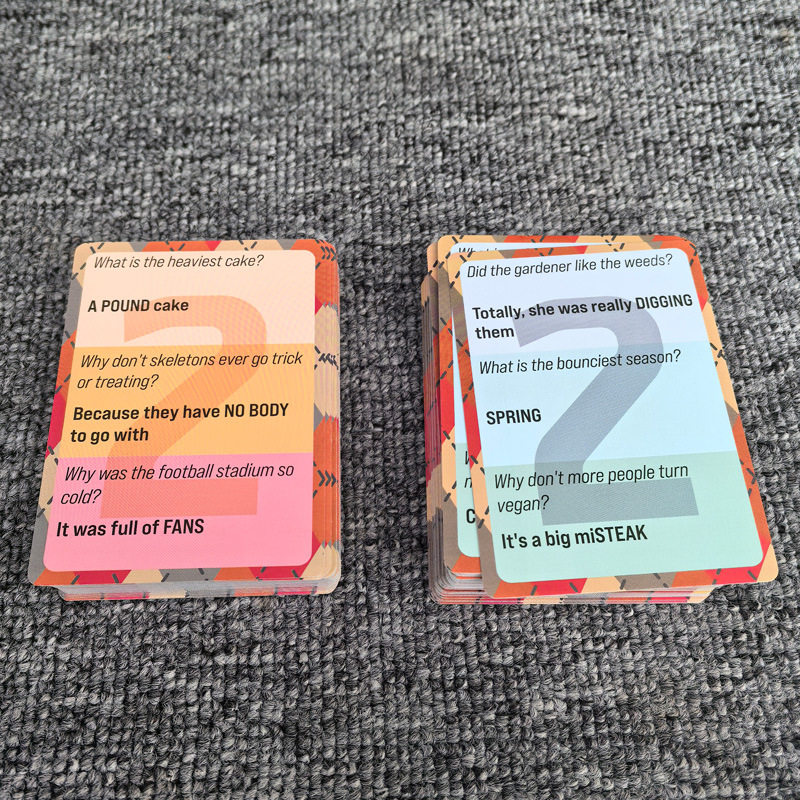 What is the heaviest cake?
A POUND cake
Why don't skeletons ever go trick
or treating?
Because they have NO BODY
to go with
Why was the football stadium so
cold?
It was full of FANS
2
Did the gardener like the weeds?
Totally, she was really DIGGING
them
What is the bounciest season?
SPRING
Why don't more people turn
vegan?
It's a big miSTEAK
2